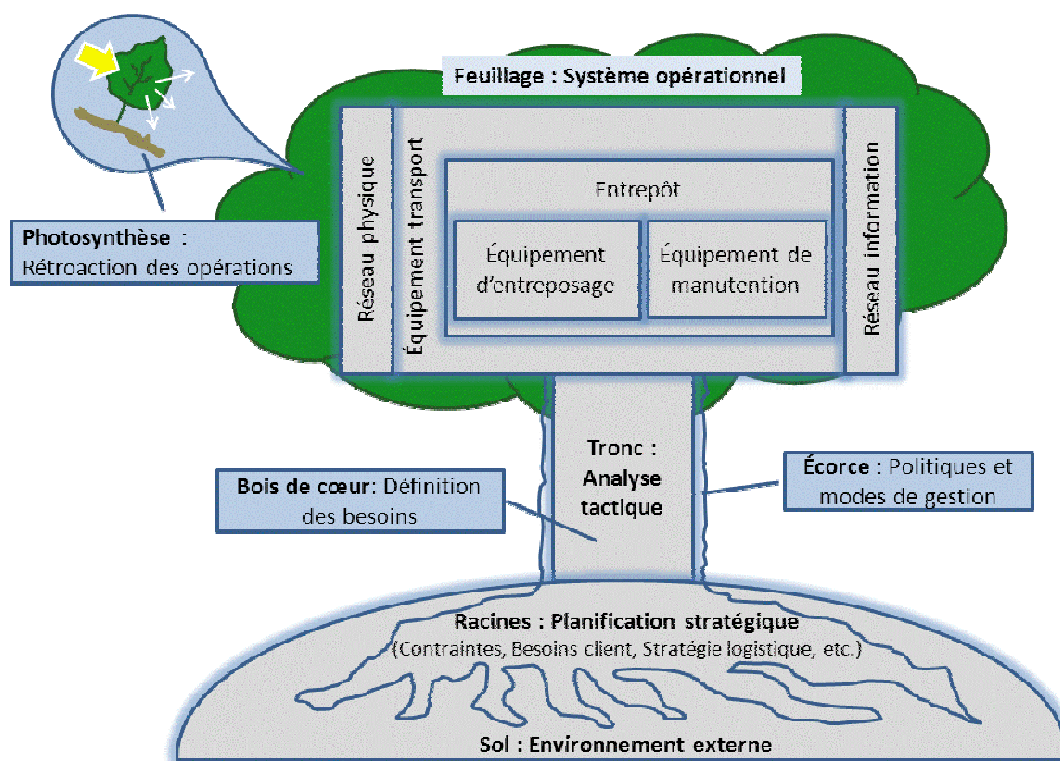 Feuillage : Système opérationnel
Photosynthèse :
Rétroaction des opérations
Réseau physique
Équipement transport
Entrepôt
Équipement
d'entreposage
Équipement de
manutention
Réseau information
Tronc :
Analyse
tactique
Bois de cœur: Définition
des besoins
Écorce : Politiques et
modes de gestion
Racines : Planification stratégique
(Contraintes, Besoins client, Stratégie logistique, etc.)
Sol : Environnement externe